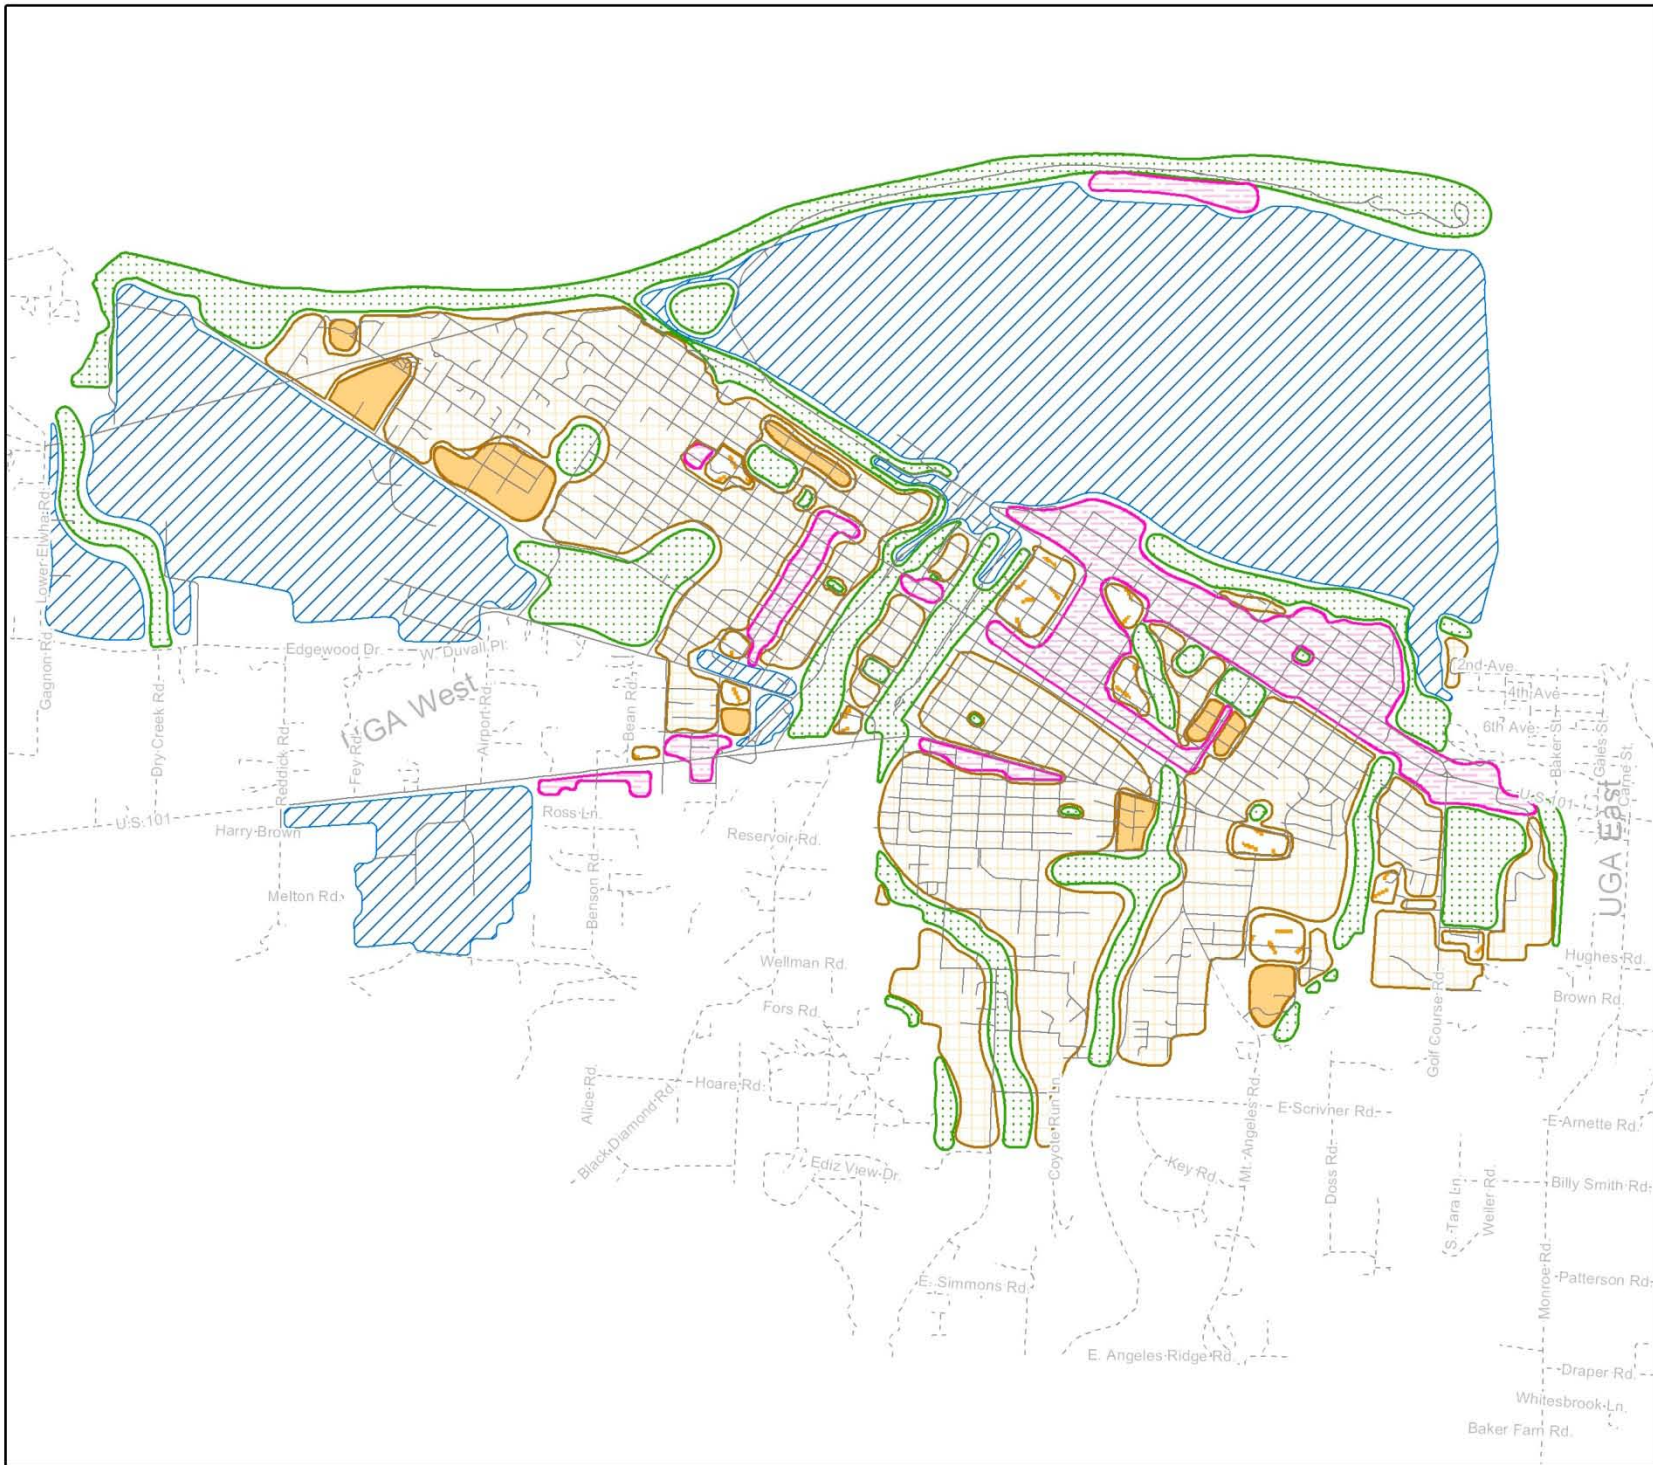 Lower Elwha Rd.
Edgewood Dr.
W. Duvall Pl.
UGA West
Gagnon Rd.
Dry Creek Rd.
Reddick Rd.
Fey Rd.
Airport Rd.
Bean Rd.
U.S. 101
Harry Brown
Ross Ln.
Reservoir Rd.
Melton Rd.
Benson Rd.
Wellman Rd.
Fors Rd.
Alice Rd.
Black Diamond Rd.
Hoare Rd.
Ediz View Dr.
Coyote Run Ln.
E. Simmons Rd.
Mt. Angeles Rd.
E Scrivner Rd.
Key Rd.
Doss Rd.
E. Angeles Ridge Rd.
2nd Ave.
4th Ave
6th Ave.
Baker St.
Gales St.
Carne St.
U.S. 101
UGA East
Hughes Rd.
Brown Rd.
Golf Course Rd.
E Arnette Rd.
Billy Smith Rd.
S. Tara Ln.
Weiler Rd.
Monroe Rd.
Patterson Rd.
Draper Rd.
Whitesbrook Ln.
Baker Farm Rd.